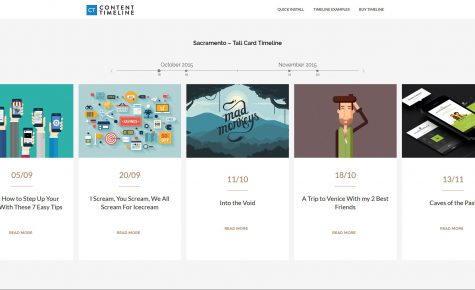 CT CONTENT TIMELINE
QUICK INSTALL
TIMELINE EXAMPLES
BUY TIMELINE
Sacramento – Tall Card Timeline
October 2015
November 2015
05/09
How to Step Up Your
With These 7 Easy Tips
READ MORE
20/09
I Scream, You Scream, We All
Scream For Icecream
READ MORE
mad
monkeys
11/10
Into the Void
READ MORE
18/10
A Trip to Venice With my 2 Best
Friends
READ MORE
13/11
Caves of the Pas
READ MORE